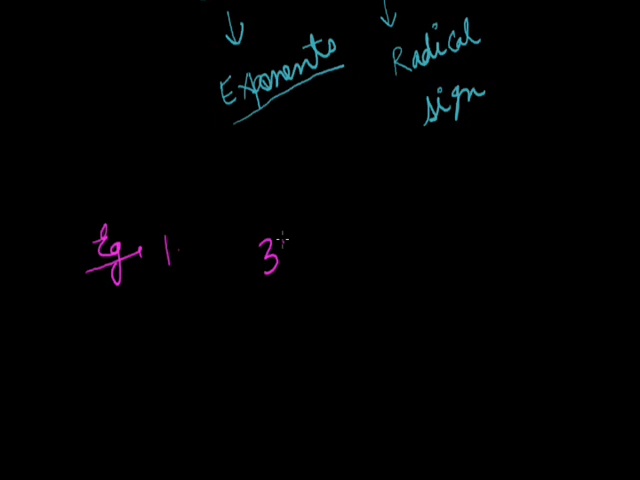 Exponents
Radical
sign
Eg. 1. 3